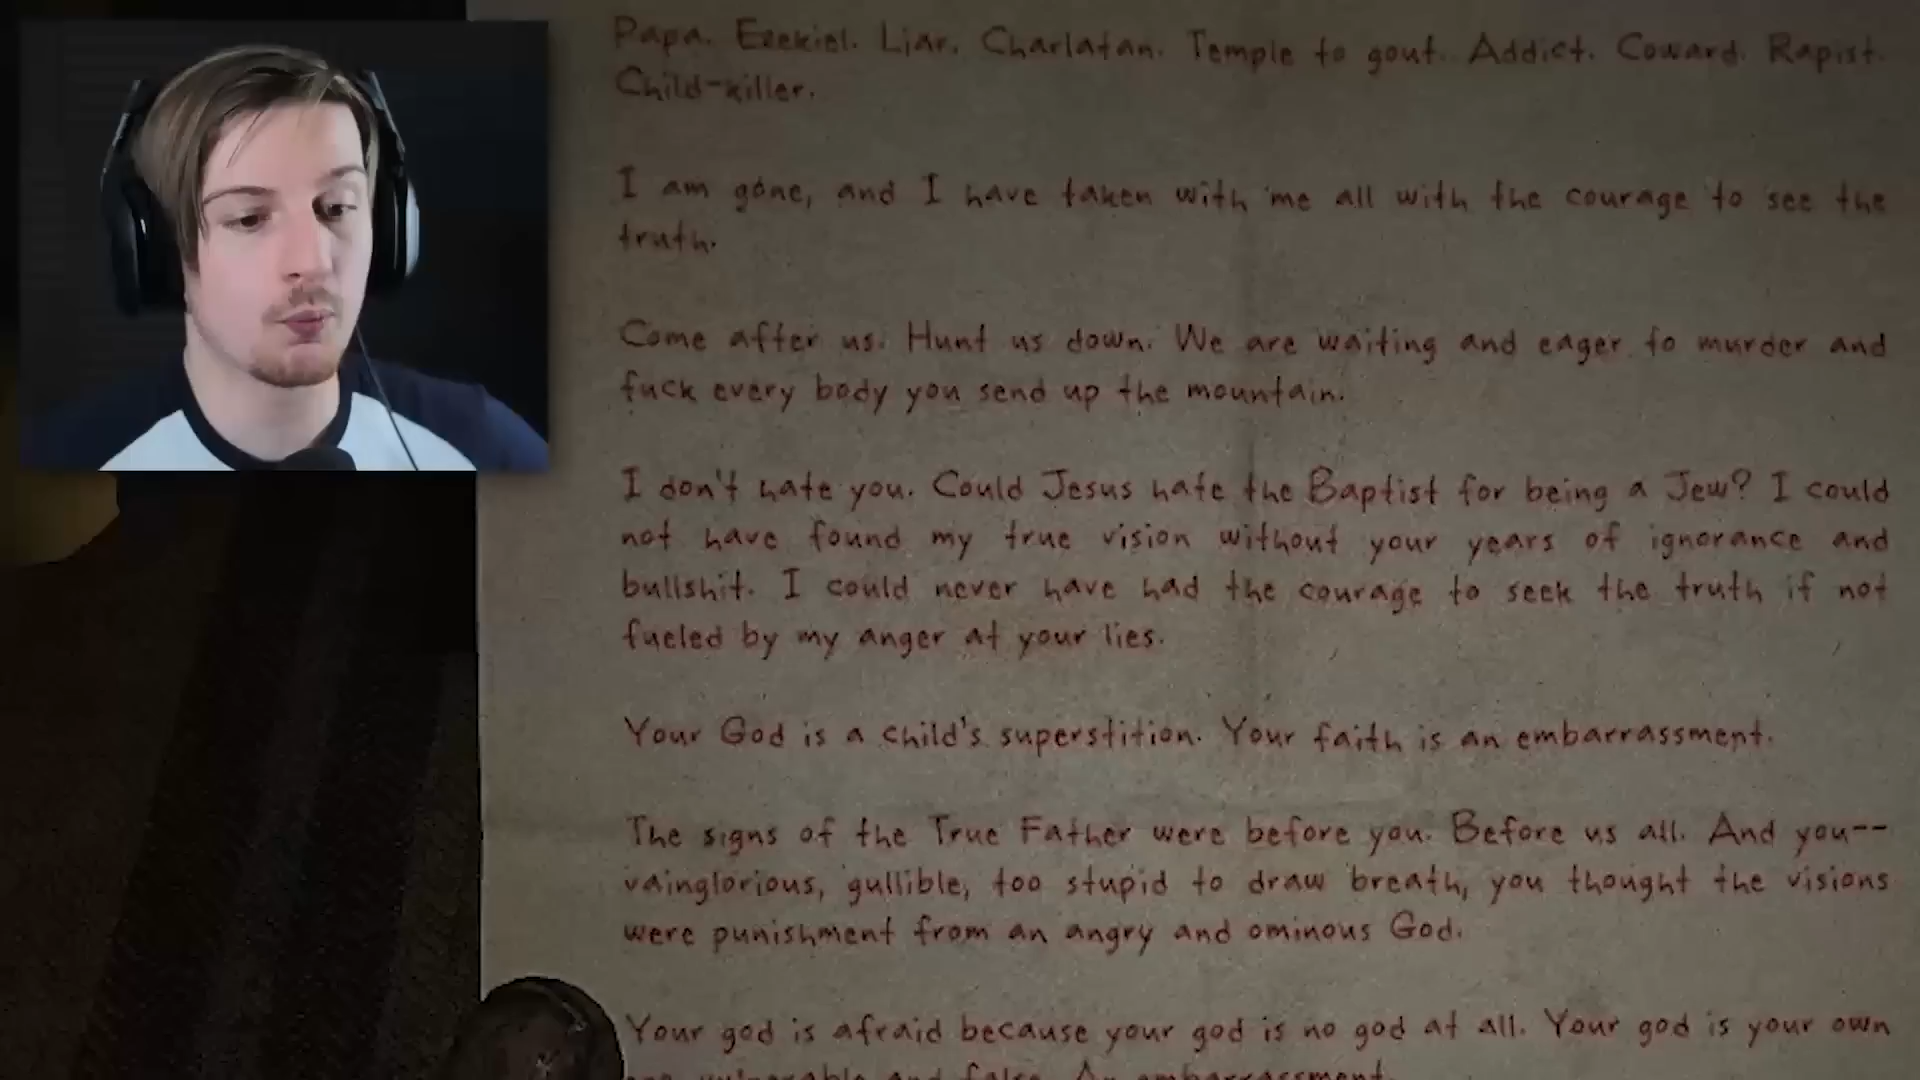 Papa. Ezekiel. Liar. Charlatan. Temple to gout. Addict. Coward. Rapist.
Child-killer.
I am gone, and I have taken with me all with the courage to see the
truth.
Come after us. Hunt us down. We are waiting and eager to murder and
fuck every body you send up the mountain.
I don't hate you. Could Jesus hate the Baptist for being a Jew? I could
not have found my true vision without your years of ignorance and
bullshit. I could never have had the courage to seek the truth if not
fueled by my anger at your lies.
Your God is a child's superstition. Your faith is an embarrassment.
The signs of the True Father were before you. Before us all. And you--
vainglorious, gullible, too stupid to draw breath, you thought the visions
were punishment from an angry and ominous God.
Your god is afraid because your god is no god at all. Your god is your own
vulnerable and false. An embarrassment.